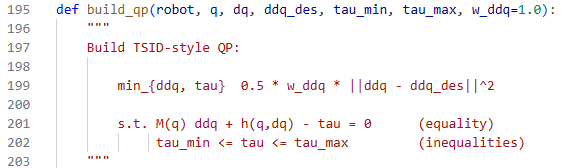 195 def build_qp(robot, q, dq, ddq_des, tau_min, tau_max, w_ddq=1.0):
196 """
197 Build TSID-style QP:
198
199 min_{ddq, tau} 0.5 * w_ddq * ||ddq - ddq_des||^2
200
201 s.t. M(q) ddq + h(q,dq) - tau = 0 (equality)
202 tau_min <= tau <= tau_max (inequalities)
203 """